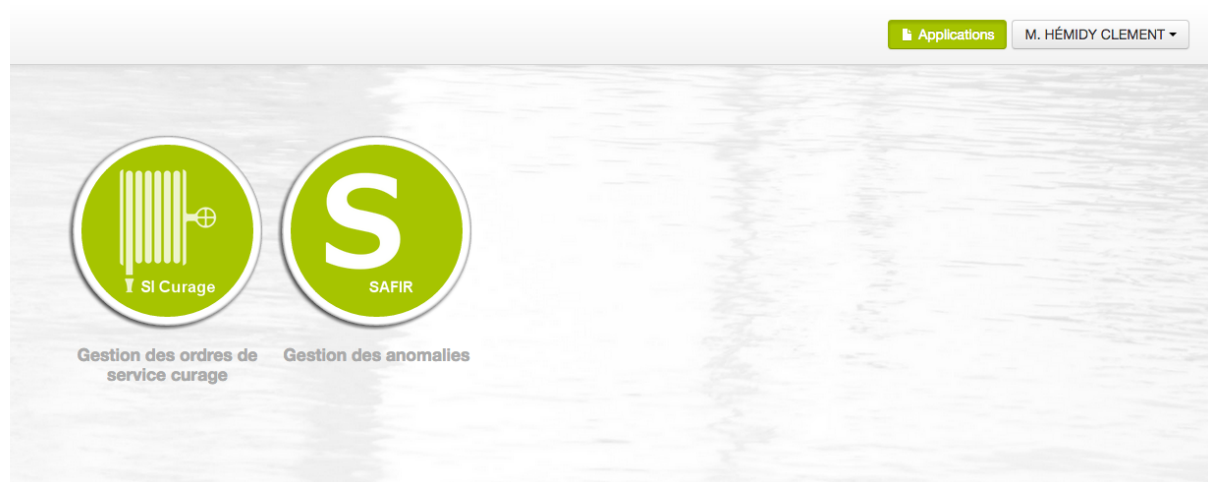 Applications
M. HÉMIDY CLEMENT
S
SI Curage
SAFIR
Gestion des ordres de
service curage
Gestion des anomalies